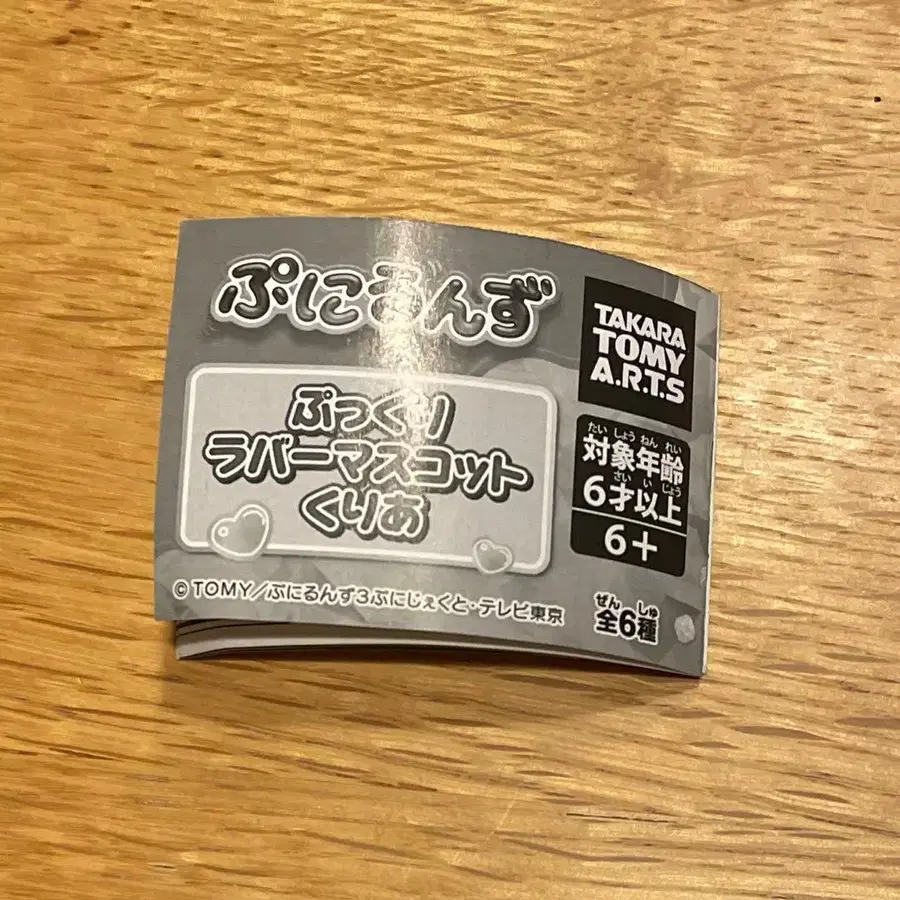 ぷにるんず
ぷっくり
ラバーマスコット
くりあ
TAKARA
TOMY
A.R.T.S
たいしょうねんれい
対象年齢
さいいじょう
6才以上
6+
©TOMY/ぷにるんず3ぷにじぇくと・テレビ東京
ぜんしゅ
全6種